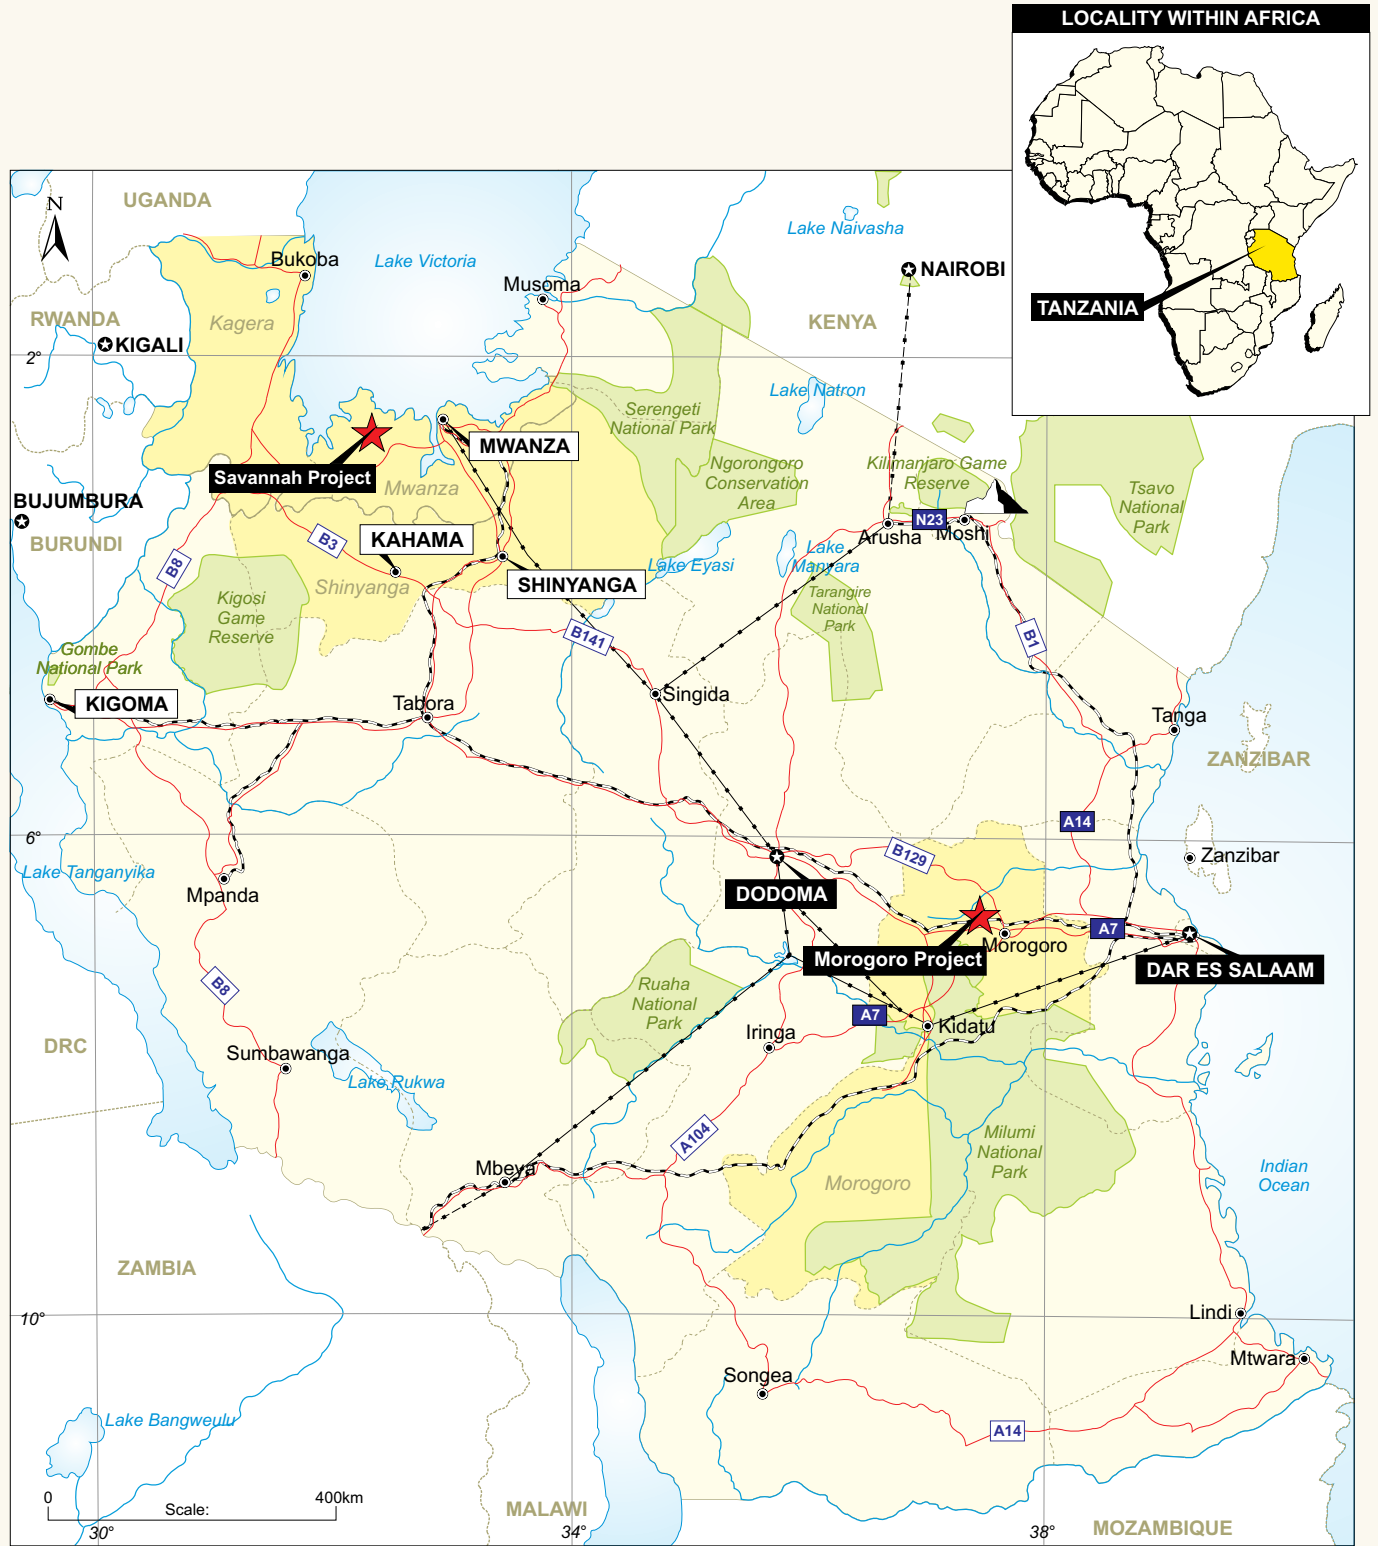 LOCALITY WITHIN AFRICA
TANZANIA
N
UGANDA
Bukoba
Lake Victoria
Lake Naivasha
NAIROBI
Musoma
RWANDA
Kagera
KENYA
KIGALI
2°
Lake Natron
Serengeti
National Park
MWANZA
Savannah Project
Mwanza
Ngorongoro
Conservation
Area
Kilimanjaro Game
Reserve
Tsavo
National
Park
BUJUMBURA
BURUNDI
B3
KAHAMA
N23
Arusha
Moshi
Lake
Manyara
Lake Eyasi
B8
Shinyanga
SHINYANGA
Kigosi
Game
Reserve
Tarangire
National
Park
B141
B1
Gombe
National Park
KIGOMA
Tabora
Singida
Tanga
ZANZIBAR
6°
A14
B129
Zanzibar
Lake Tanganyika
Mpanda
DODOMA
Morogoro Project
Morogoro
A7
DAR ES SALAAM
B8
Ruaha
National
Park
A7
Kidatu
Iringa
DRC
Sumbawanga
Lake Rukwa
A104
Milumi
National
Park
Mbeya
Morogoro
Indian
Ocean
ZAMBIA
10°
Lindi
Mtwara
Songea
A14
Lake Bangweulu
0
400km
Scale:
MALAWI
MOZAMBIQUE
30°
34°
38°